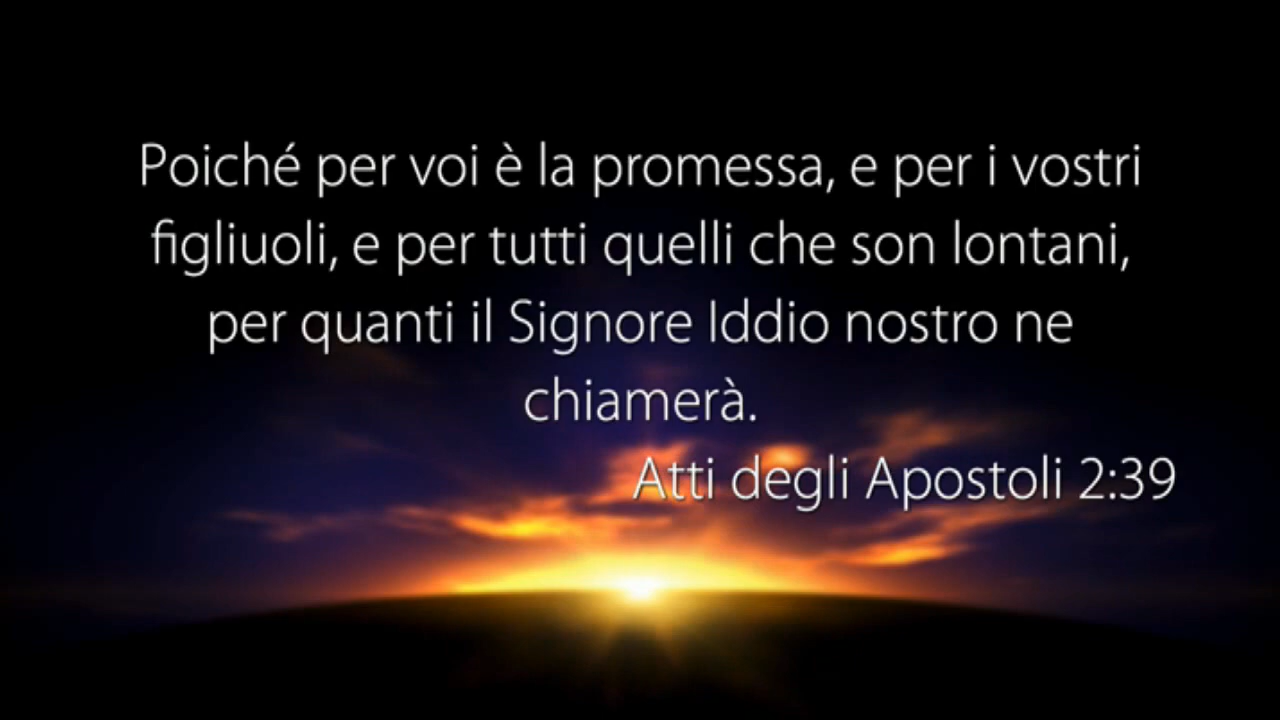 Poiché per voi è la promessa, e per i vostri
figliuoli, e per tutti quelli che son lontani,
per quanti il Signore Iddio nostro ne
chiamerà.
Atti degli Apostoli 2:39